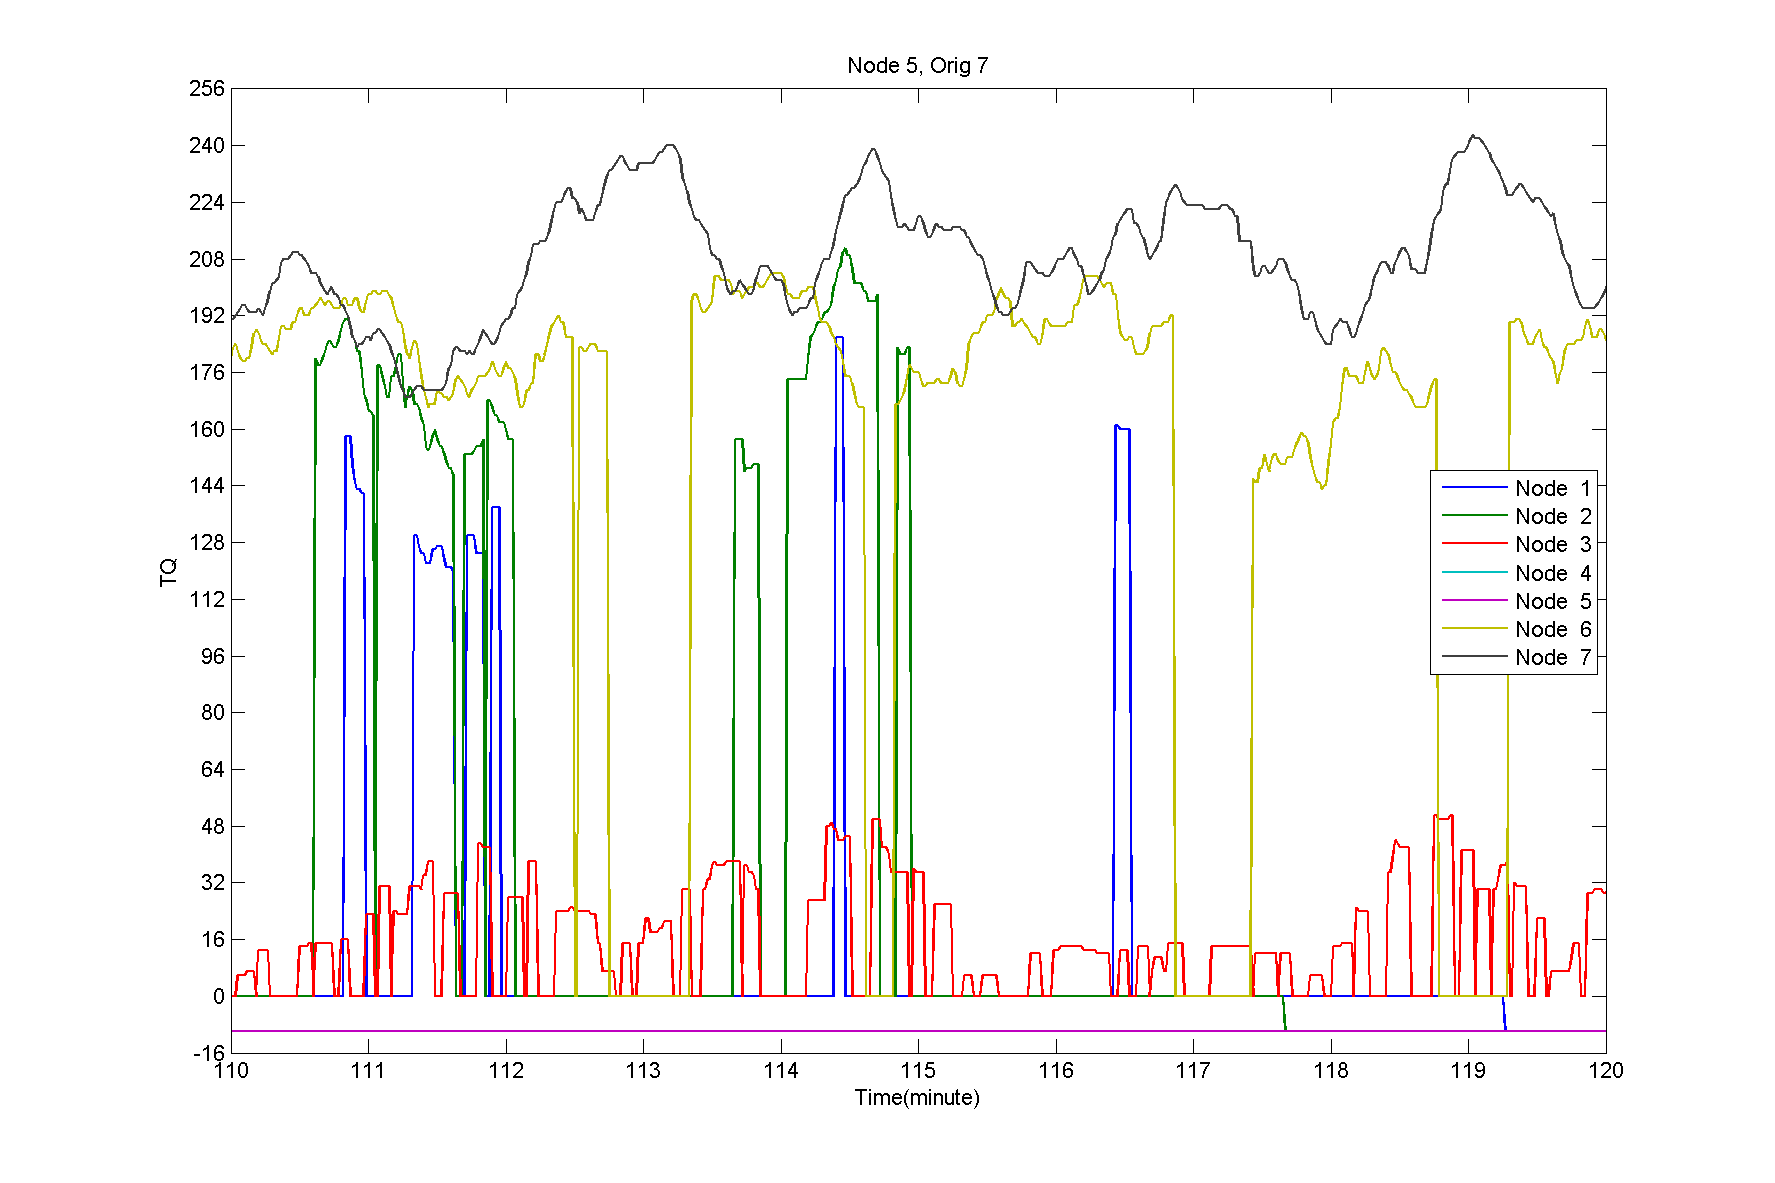 Node 5, Orig 7
256
240
224
208
192
176
160
144
128
112
96
80
64
48
32
16
0
-16
TQ
Node 1
Node 2
Node 3
Node 4
Node 5
Node 6
Node 7
110 111 112 113 114 115 116 117 118 119 120
Time(minute)